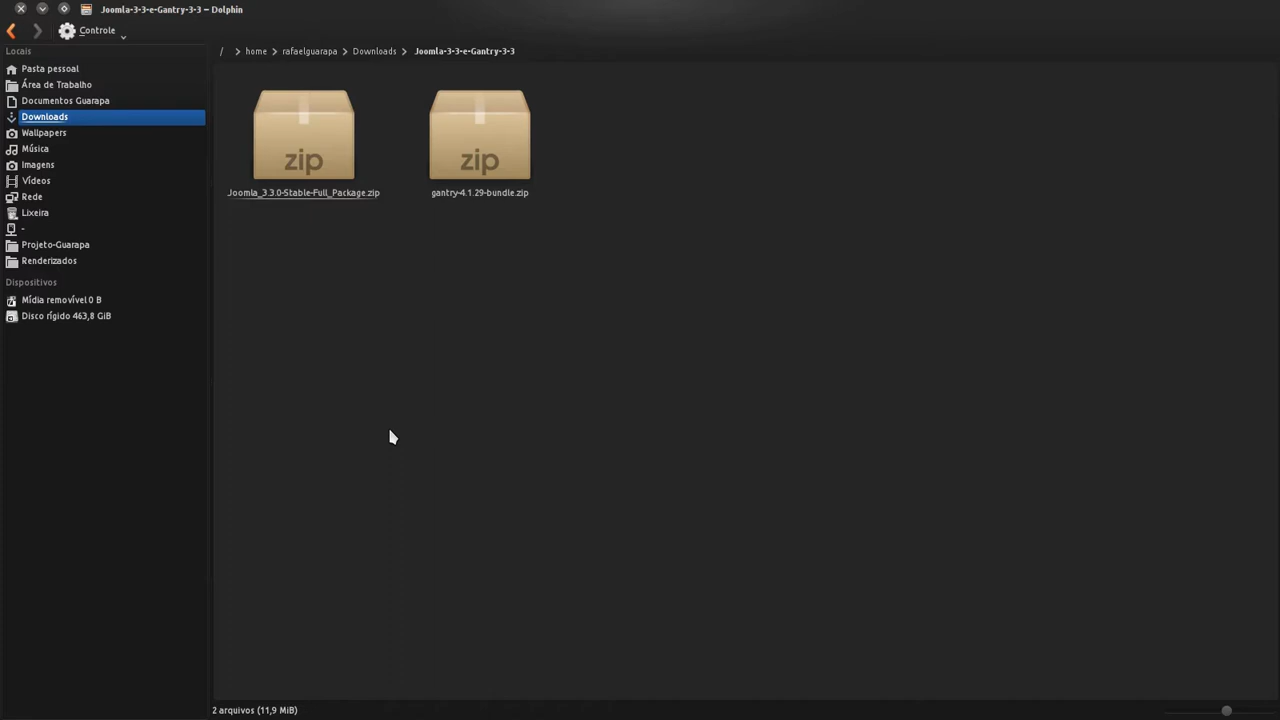 Joomla-3-3-e-Gantry-3-3 – Dolphin
Controle
Locais
Pasta pessoal
Área de Trabalho
Documentos Guarapa
Downloads
Wallpapers
Música
Imagens
Vídeos
Rede
Lixeira
-
Projeto-Guarapa
Renderizados
Dispositivos
Mídia removível 0 B
Disco rígido 463,8 GiB
/ > home > rafaelguarapa > Downloads > Joomla-3-3-e-Gantry-3-3
zip
Joomla_3.3.0-Stable-Full_Package.zip
zip
gantry-4.1.29-bundle.zip
2 arquivos (11,9 MiB)